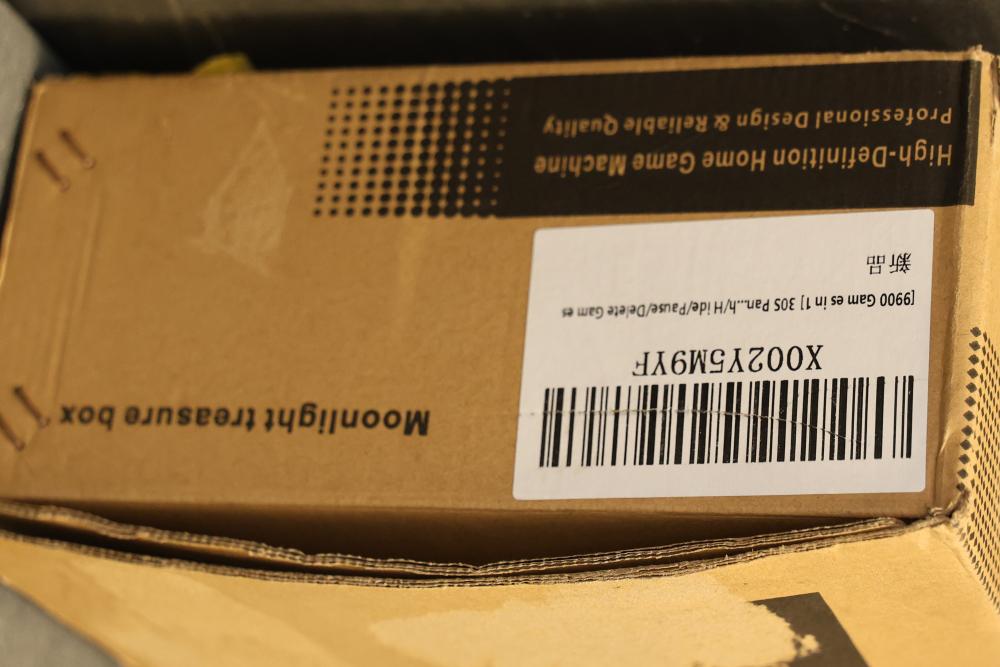 Moonlight treasure box
X002Y5M9YF
[9900 Gam es in 1] 30S Pan...h/Hide/Pause/Delete Gam es
新品
High-Definition Home Game Machine
Professional Design & Reliable Quality